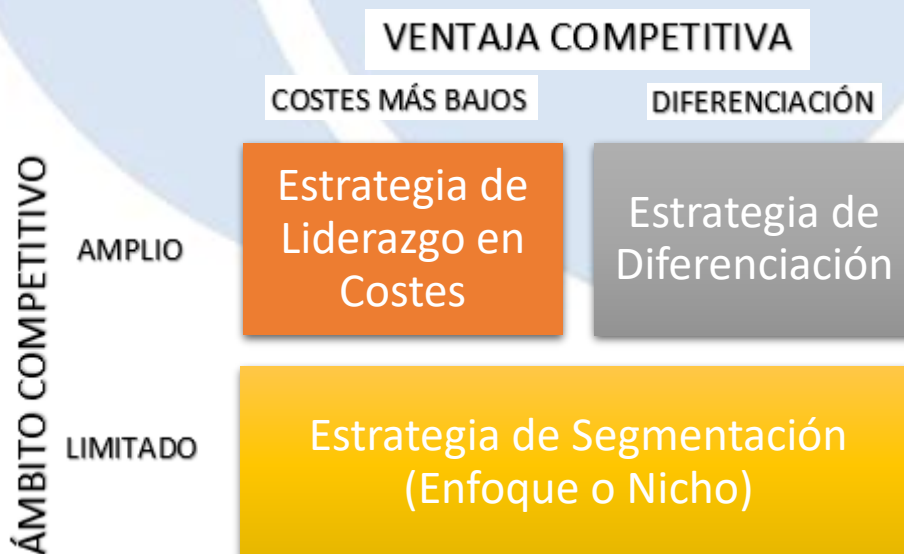 VENTAJA COMPETITIVA
COSTES MÁS BAJOS
DIFERENCIACIÓN
ÁMBITO COMPETITIVO
AMPLIO
Estrategia de
Liderazgo en
Costes
Estrategia de
Diferenciación
LIMITADO
Estrategia de Segmentación
(Enfoque o Nicho)